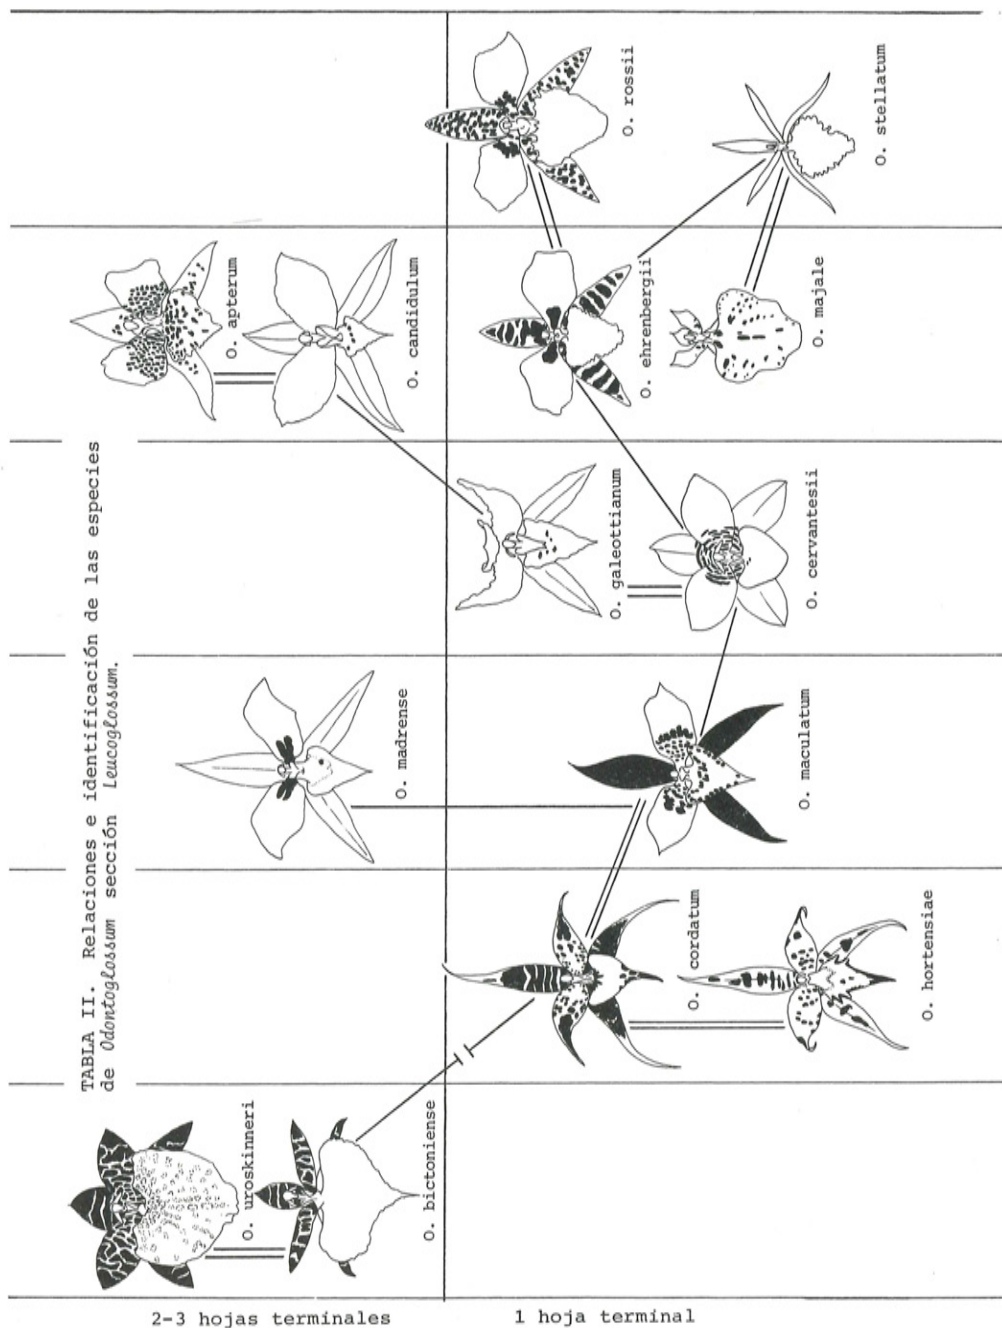 TABLA II. Relaciones e identificación de las especies
de Odontoglossum sección Leucoglossum.
O. uroskinneri
O. bictoniense
O. cordatum
O. hortensiae
O. madrense
O. maculatum
O. galeottianum
O. cervantesii
O. apterum
O. candidulum
O. ehrenbergii
O. majale
O. rossii
O. stellatum
2-3 hojas terminales
1 hoja terminal